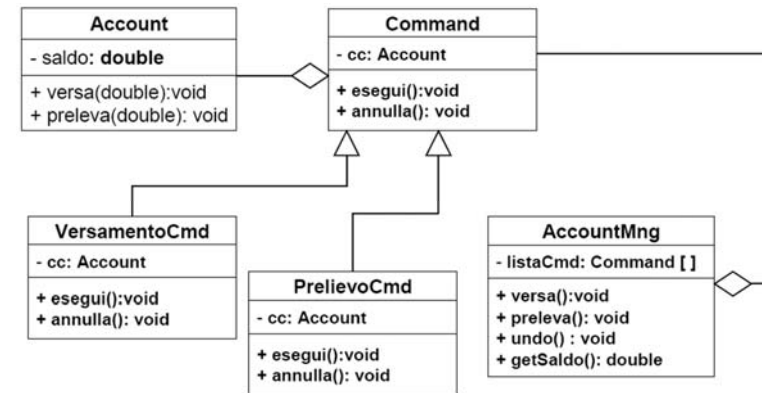 Account
- saldo: double
+ versa(double):void
+ preleva(double): void
Command
- cc: Account
+ esegui():void
+ annulla(): void
VersamentoCmd
- cc: Account
+ esegui():void
+ annulla(): void
PrelievoCmd
- cc: Account
+ esegui():void
+ annulla(): void
AccountMng
- listaCmd: Command [ ]
+ versa():void
+ preleva(): void
+ undo() : void
+ getSaldo(): double